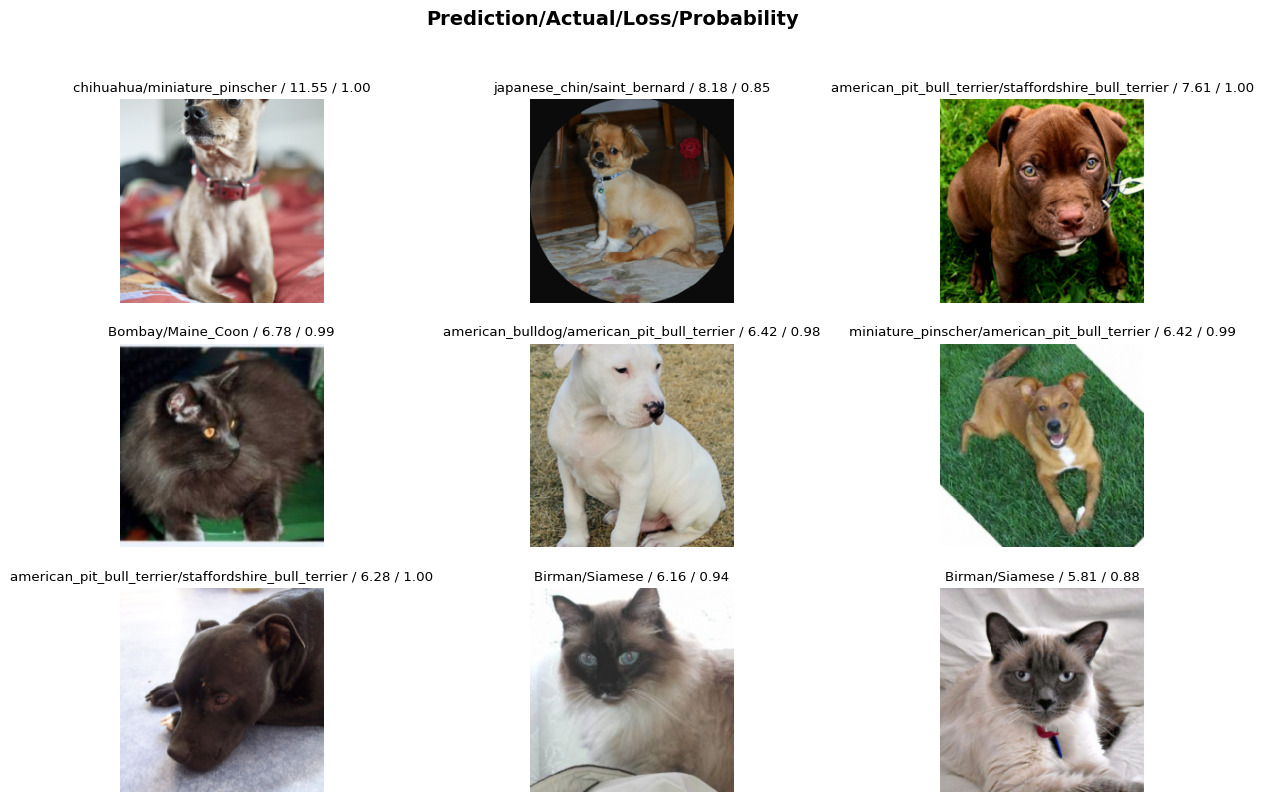 Prediction/Actual/Loss/Probability
chihuahua/miniature_pinscher / 11.55 / 1.00
japanese_chin/saint_bernard / 8.18 / 0.85
american_pit_bull_terrier/staffordshire_bull_terrier / 7.61 / 1.00
Bombay/Maine_Coon / 6.78 / 0.99
american_bulldog/american_pit_bull_terrier / 6.42 / 0.98
miniature_pinscher/american_pit_bull_terrier / 6.42 / 0.99
american_pit_bull_terrier/staffordshire_bull_terrier / 6.28 / 1.00
Birman/Siamese / 6.16 / 0.94
Birman/Siamese / 5.81 / 0.88